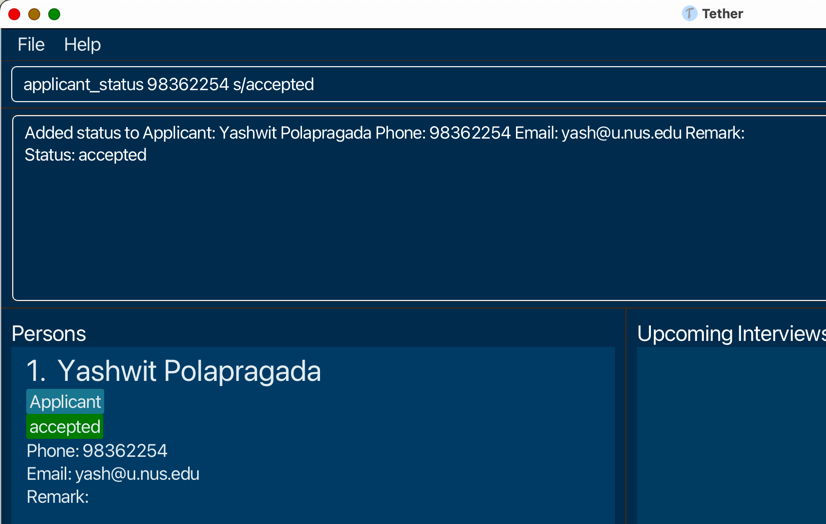 Tether
File Help
applicant_status 98362254 s/accepted
Added status to Applicant: Yashwit Polapragada Phone: 98362254 Email: yash@u.nus.edu Remark:
Status: accepted
Persons
Upcoming Interviews
1. Yashwit Polapragada
Applicant
accepted
Phone: 98362254
Email: yash@u.nus.edu
Remark: